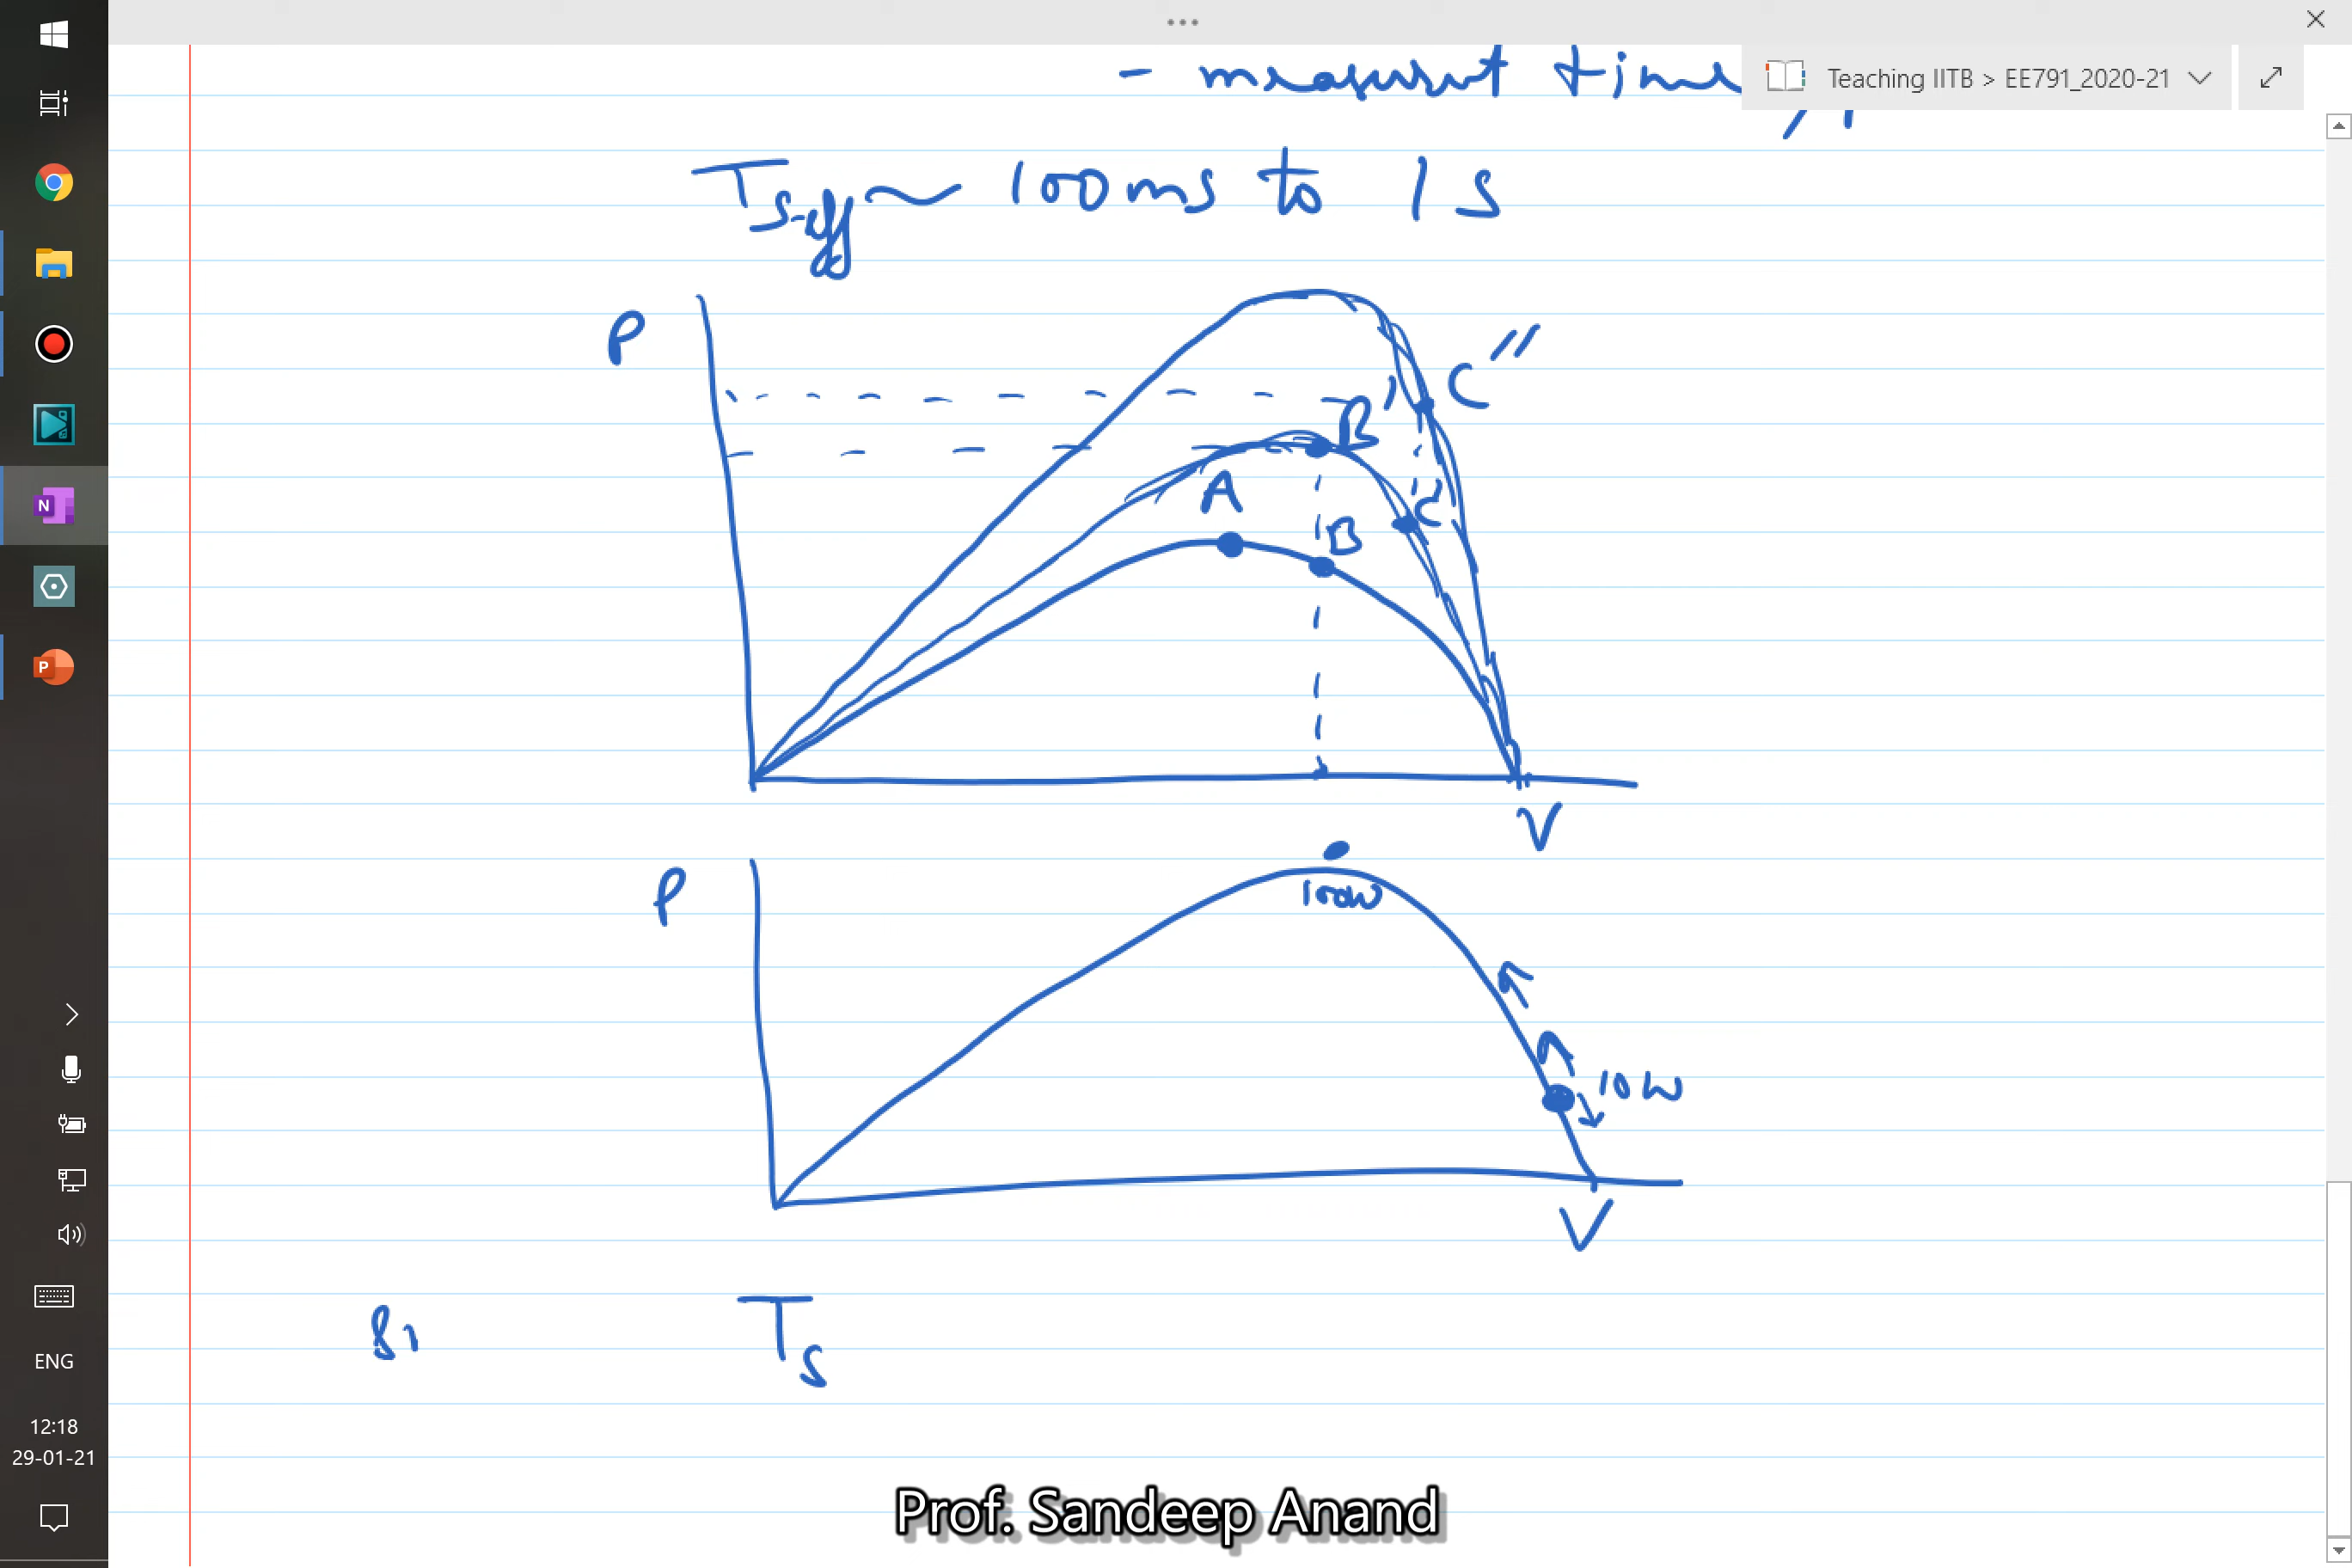 - measurt time
Teaching IITB > EE791_2020-21
Ts-eff ~ 100ms to 1s
P
C"
B'
A
C'
B
V
P
100W
10W
V
Ts
ENG
12:18
29-01-21
Prof. Sandeep Anand